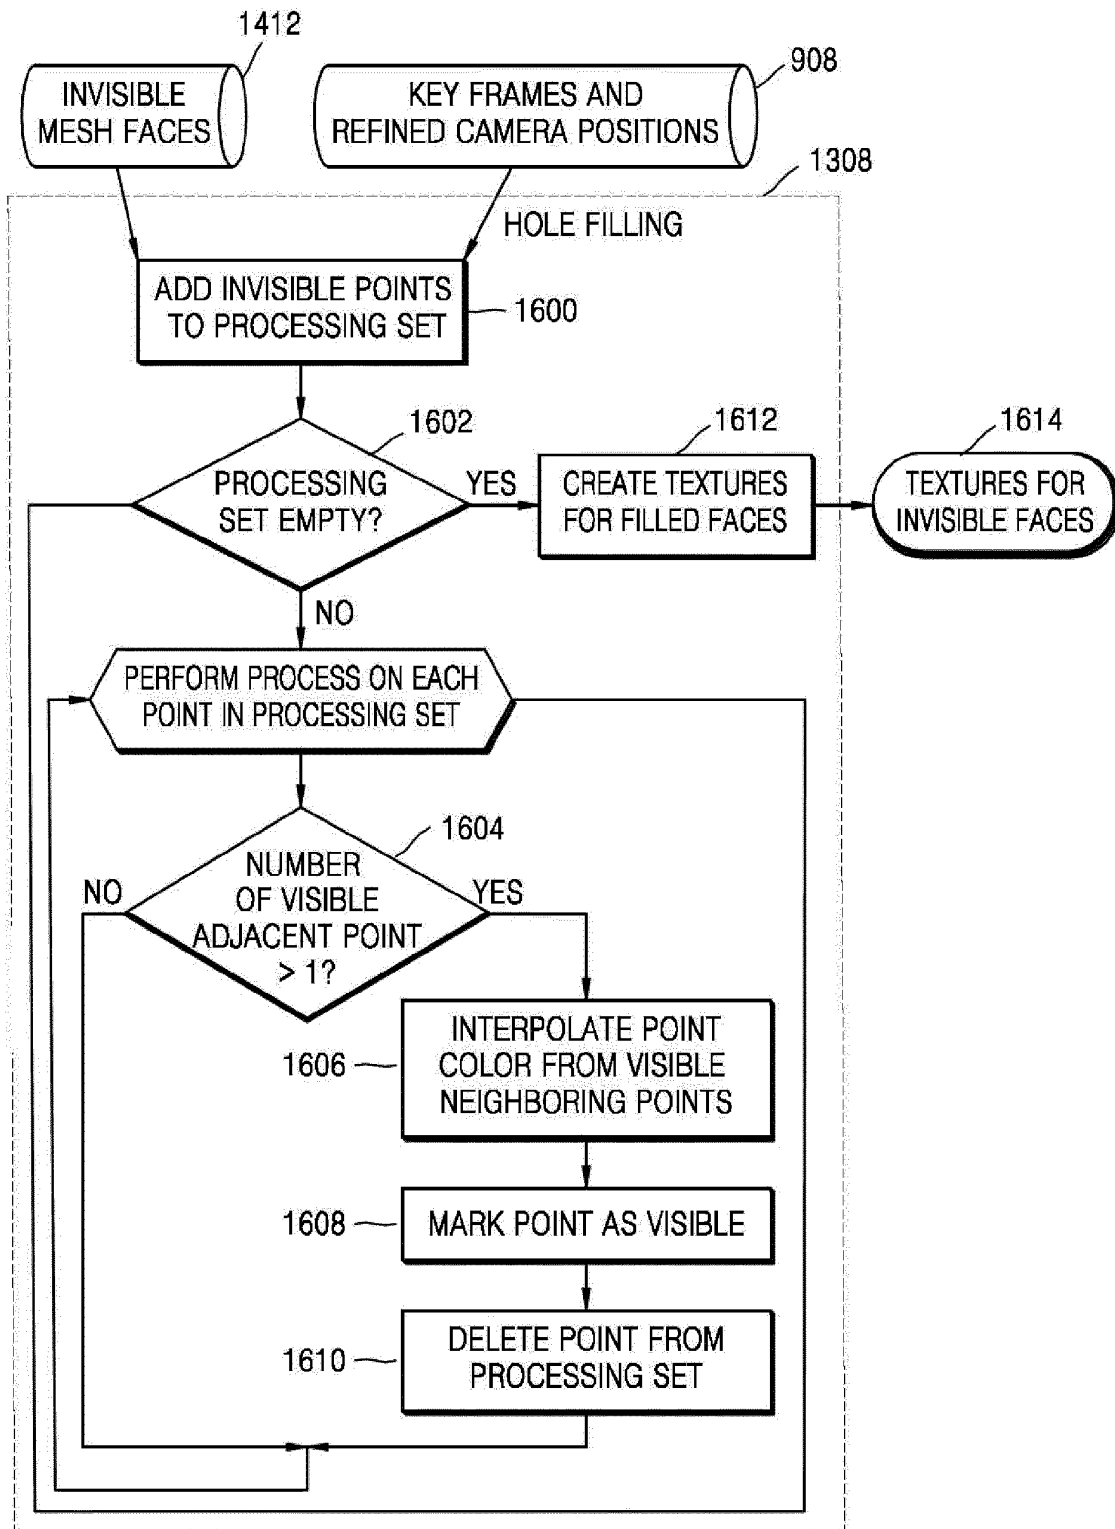 1412
908
INVISIBLE
MESH FACES
KEY FRAMES AND
REFINED CAMERA POSITIONS
1308
HOLE FILLING
ADD INVISIBLE POINTS
TO PROCESSING SET
1600
1602
1612
1614
PROCESSING
SET EMPTY?
YES
CREATE TEXTURES
FOR FILLED FACES
TEXTURES FOR
INVISIBLE FACES
NO
PERFORM PROCESS ON EACH
POINT IN PROCESSING SET
1604
NO
NUMBER
OF VISIBLE
ADJACENT POINT
> 1?
YES
1606
INTERPOLATE POINT
COLOR FROM VISIBLE
NEIGHBORING POINTS
1608
MARK POINT AS VISIBLE
1610
DELETE POINT FROM
PROCESSING SET